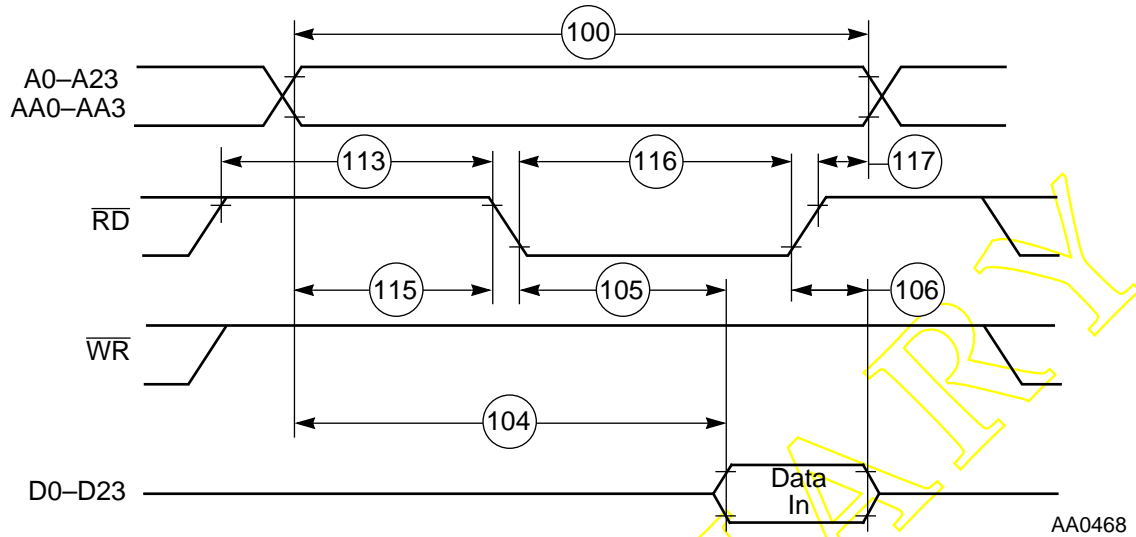 100
A0–A23
AA0–AA3
113
116
117
RD
115
105
106
WR
104
D0–D23
Data
In
AA0468
A R Y